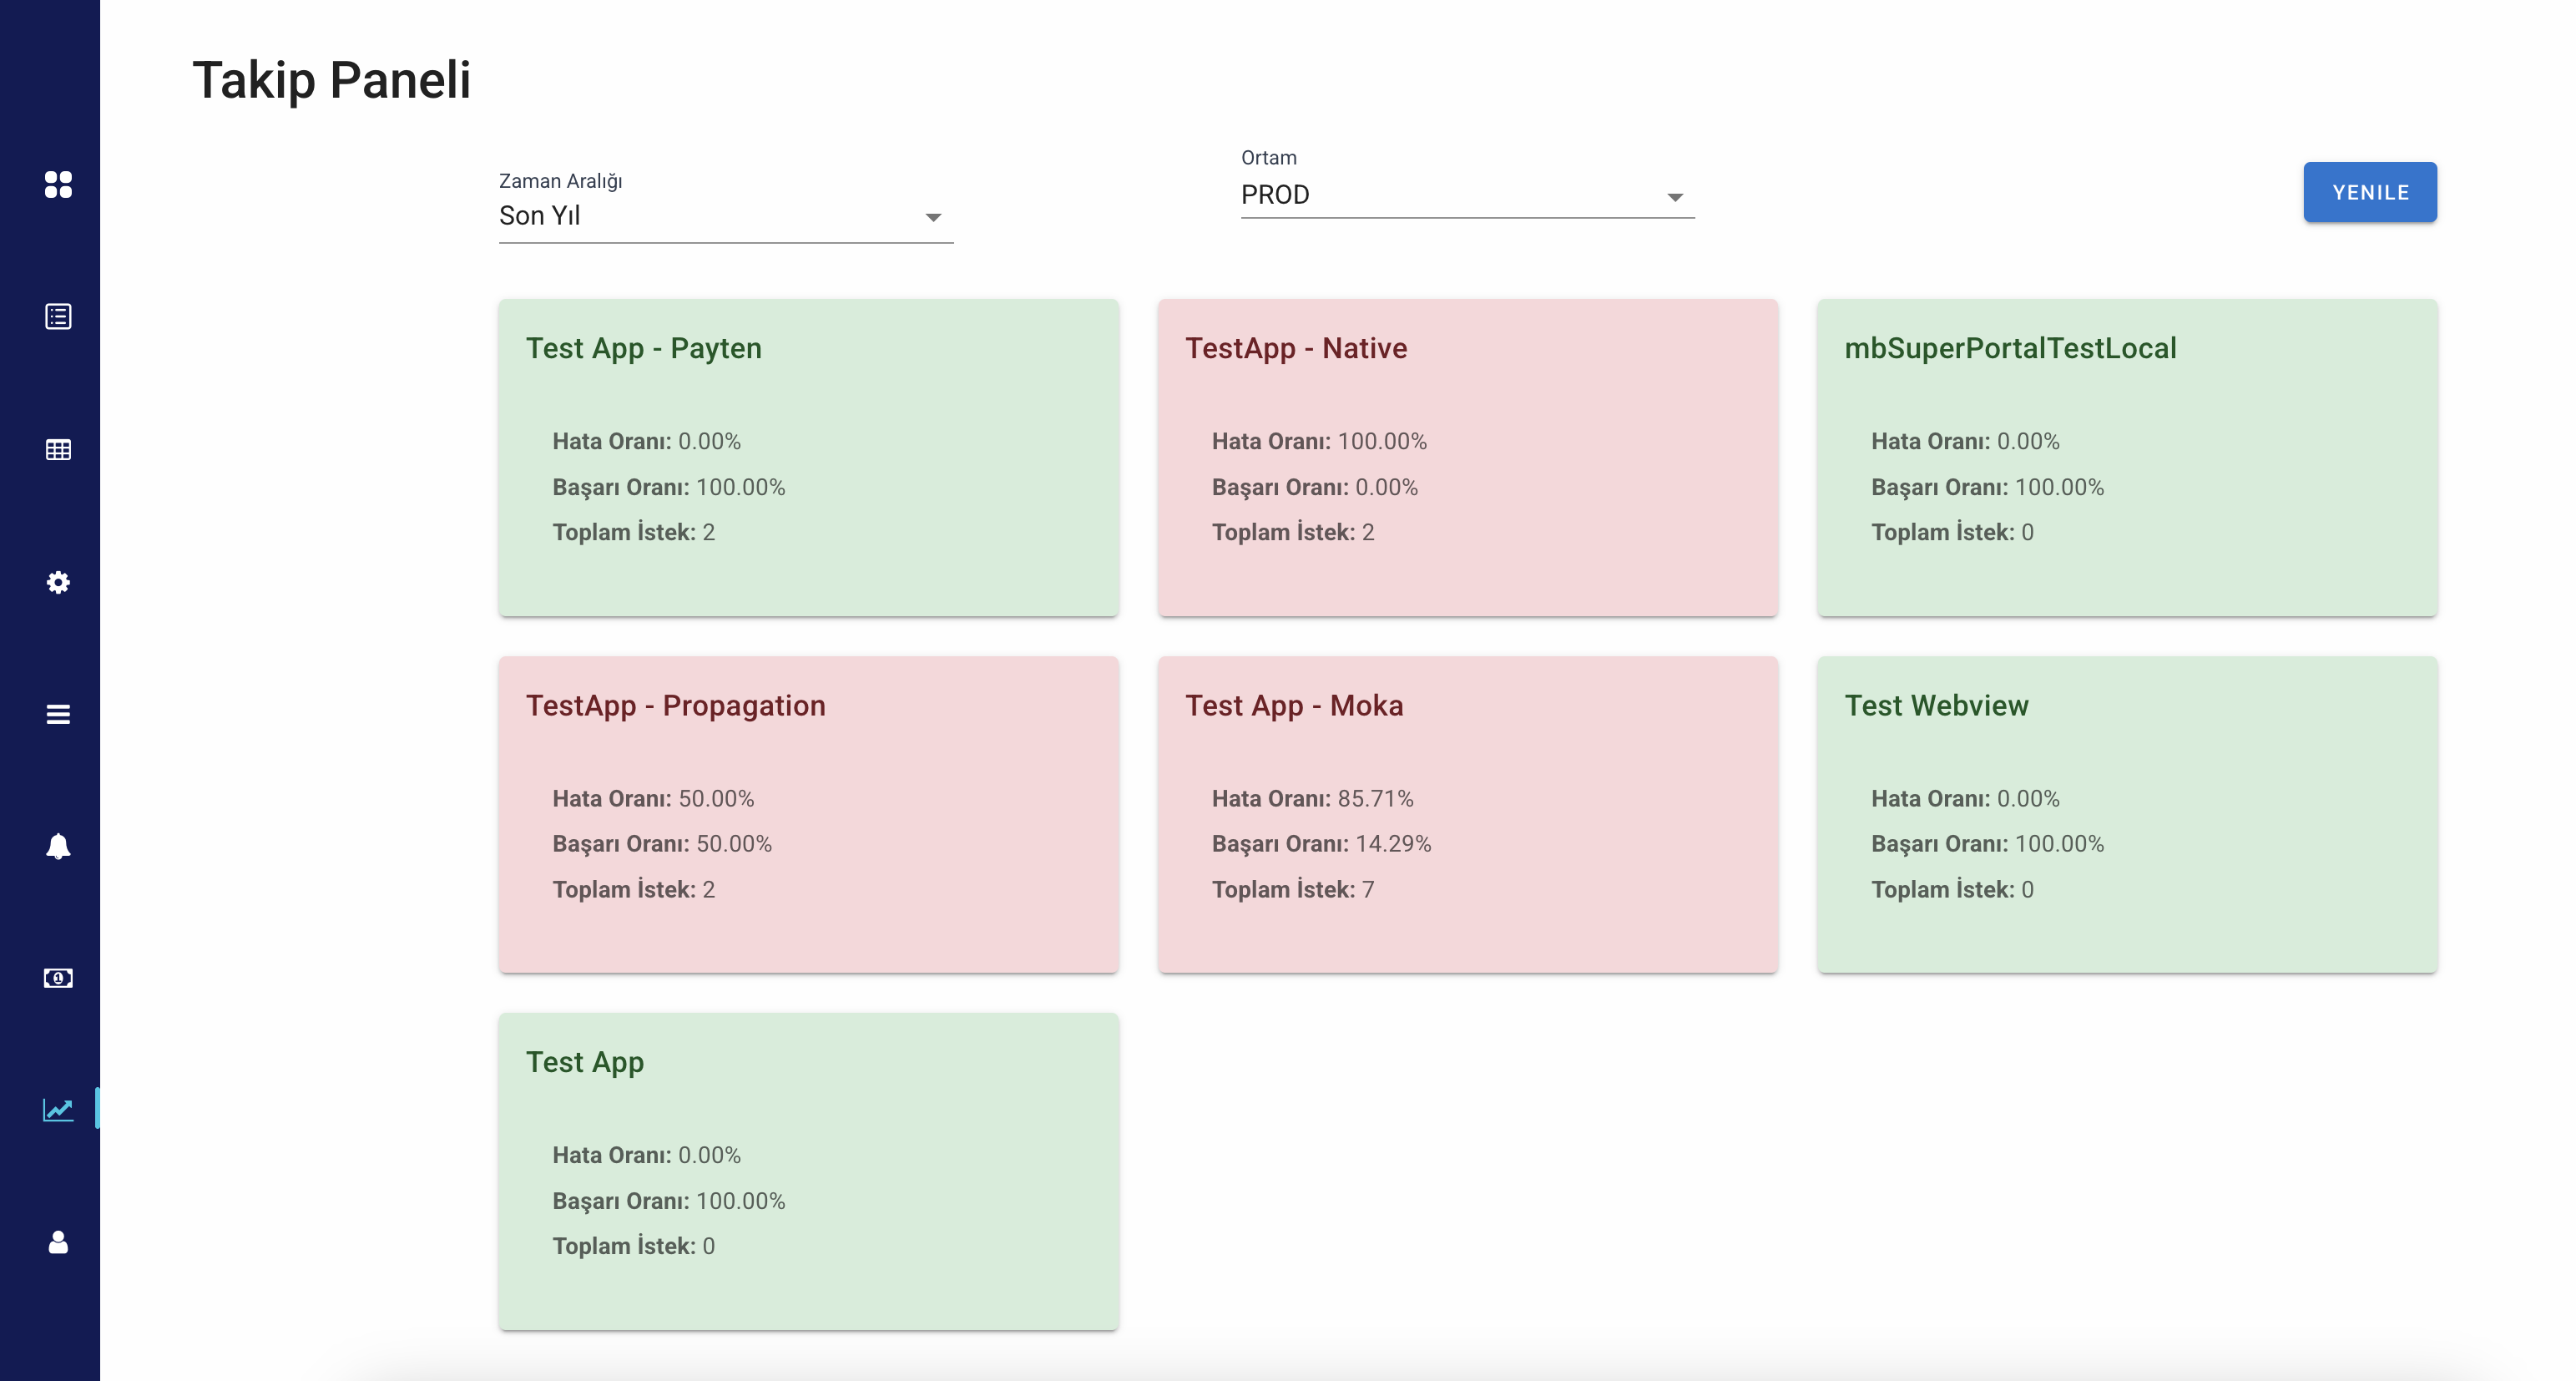 Takip Paneli
Zaman Aralığı
Son Yıl
Ortam
PROD
YENILE
Test App - Payten
Hata Oranı: 0.00%
Başarı Oranı: 100.00%
Toplam İstek: 2
TestApp - Native
Hata Oranı: 100.00%
Başarı Oranı: 0.00%
Toplam İstek: 2
mbSuperPortalTestLocal
Hata Oranı: 0.00%
Başarı Oranı: 100.00%
Toplam İstek: 0
TestApp - Propagation
Hata Oranı: 50.00%
Başarı Oranı: 50.00%
Toplam İstek: 2
Test App - Moka
Hata Oranı: 85.71%
Başarı Oranı: 14.29%
Toplam İstek: 7
Test Webview
Hata Oranı: 0.00%
Başarı Oranı: 100.00%
Toplam İstek: 0
Test App
Hata Oranı: 0.00%
Başarı Oranı: 100.00%
Toplam İstek: 0